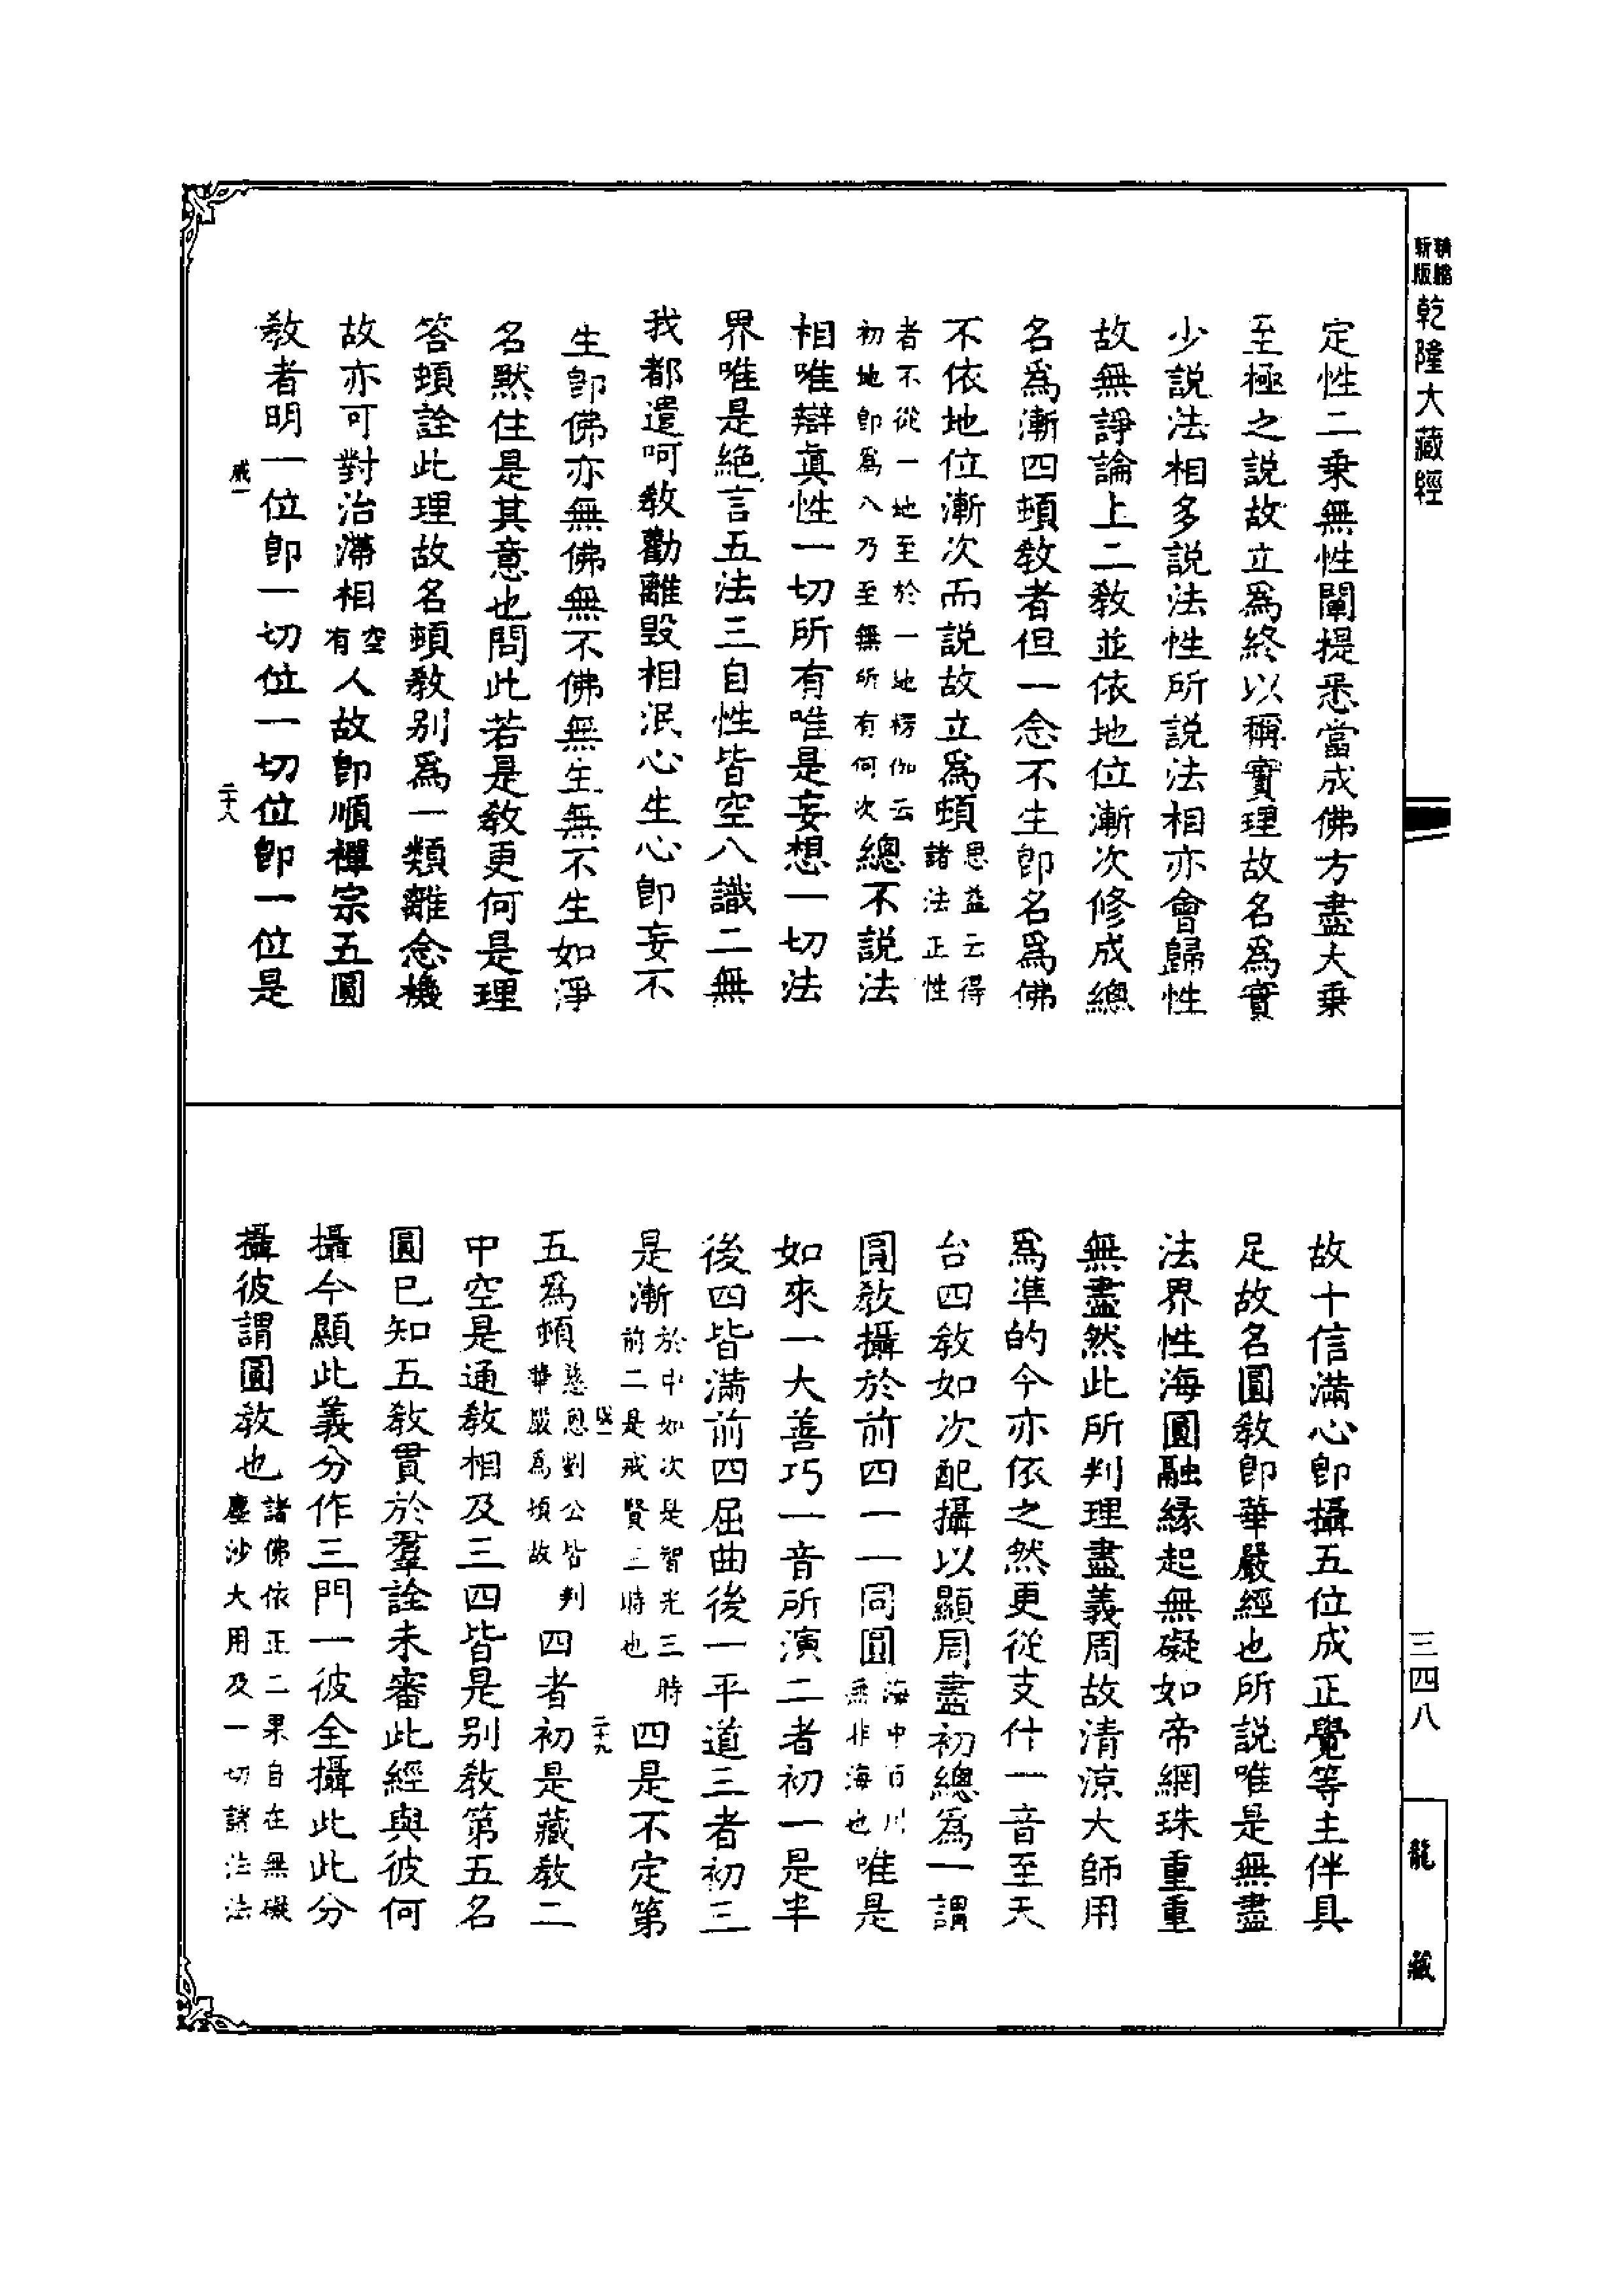 新版
精縮
乾隆大藏經
定性二乗無性闡提悉當成佛方盡大乗
至極之説故立爲終以稱實理故名爲實
少説法相多説法性所説法相亦會歸性
故無諍論上二敎並依地位漸次修成總
名爲漸四頓敎者但一念不生卽名爲佛
不依地位漸次而説故立爲頓思益云得諸法正性
者不從一地至於一地楞伽云初地卽爲八乃至無所有何次總不説法
相唯辯眞性一切所有唯是妄想一切法
界唯是絶言五法三自性皆空八識二無
我都遣呵敎勸離毀相泯心生心卽妄不
生卽佛亦無佛無不佛無生無不生如淨
名默住是其意也問此若是敎更何是理
答頓詮此理故名頓敎别爲一類離念機
故亦可對治滯相空有人故卽順禪宗五圓
敎者明一位卽一切位一切位卽一位是
二十八
故十信滿心卽攝五位成正覺等主伴具
足故名圓敎卽華嚴經也所説唯是無盡
法界性海圓融緣起無礙如帝網珠重重
無盡然此所判理盡義周故清涼大師用
爲準的今亦依之然更從支什一音至天
台四敎如次配攝以顯周盡初總爲一謂
圓敎攝於前四一一同圓海中百川無非海也唯是
如來一大善巧一音所演二者初一是半
後四皆滿前四屈曲後一平道三者初三
是漸於中如次是智光三時前二是戒賢三時也四是不定第
五爲頓慈恩劉公皆判華嚴爲頓故四者初是藏敎二
二十九
中空是通敎相及三四皆是别敎第五名
圓已知五敎貫於羣詮未審此經與彼何
攝今顯此義分作三門一彼全攝此此分
攝彼謂圓敎也諸佛依正二果自在無礙塵沙大用及一切諸法法
三四八
龍藏